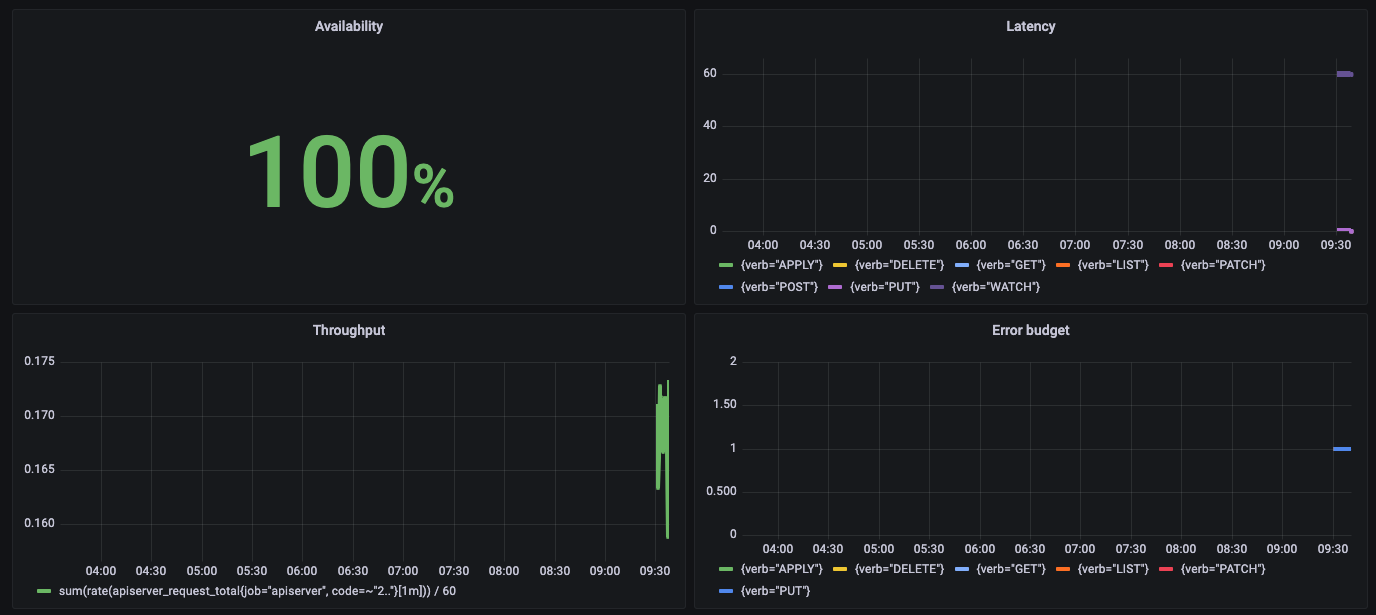 Availability
100%
Latency
60
40
20
0
04:00 04:30 05:00 05:30 06:00 06:30 07:00 07:30 08:00 08:30 09:00 09:30
{verb="APPLY"} {verb="DELETE"} {verb="GET"} {verb="LIST"} {verb="PATCH"}
{verb="POST"} {verb="PUT"} {verb="WATCH"}
Throughput
0.175
0.170
0.165
0.160
04:00 04:30 05:00 05:30 06:00 06:30 07:00 07:30 08:00 08:30 09:00 09:30
sum(rate(apiserver_request_total{job="apiserver", code=~"2.."}[1m])) / 60
Error budget
2
1.50
1
0.500
0
04:00 04:30 05:00 05:30 06:00 06:30 07:00 07:30 08:00 08:30 09:00 09:30
{verb="APPLY"} {verb="DELETE"} {verb="GET"} {verb="LIST"} {verb="PATCH"}
{verb="PUT"}